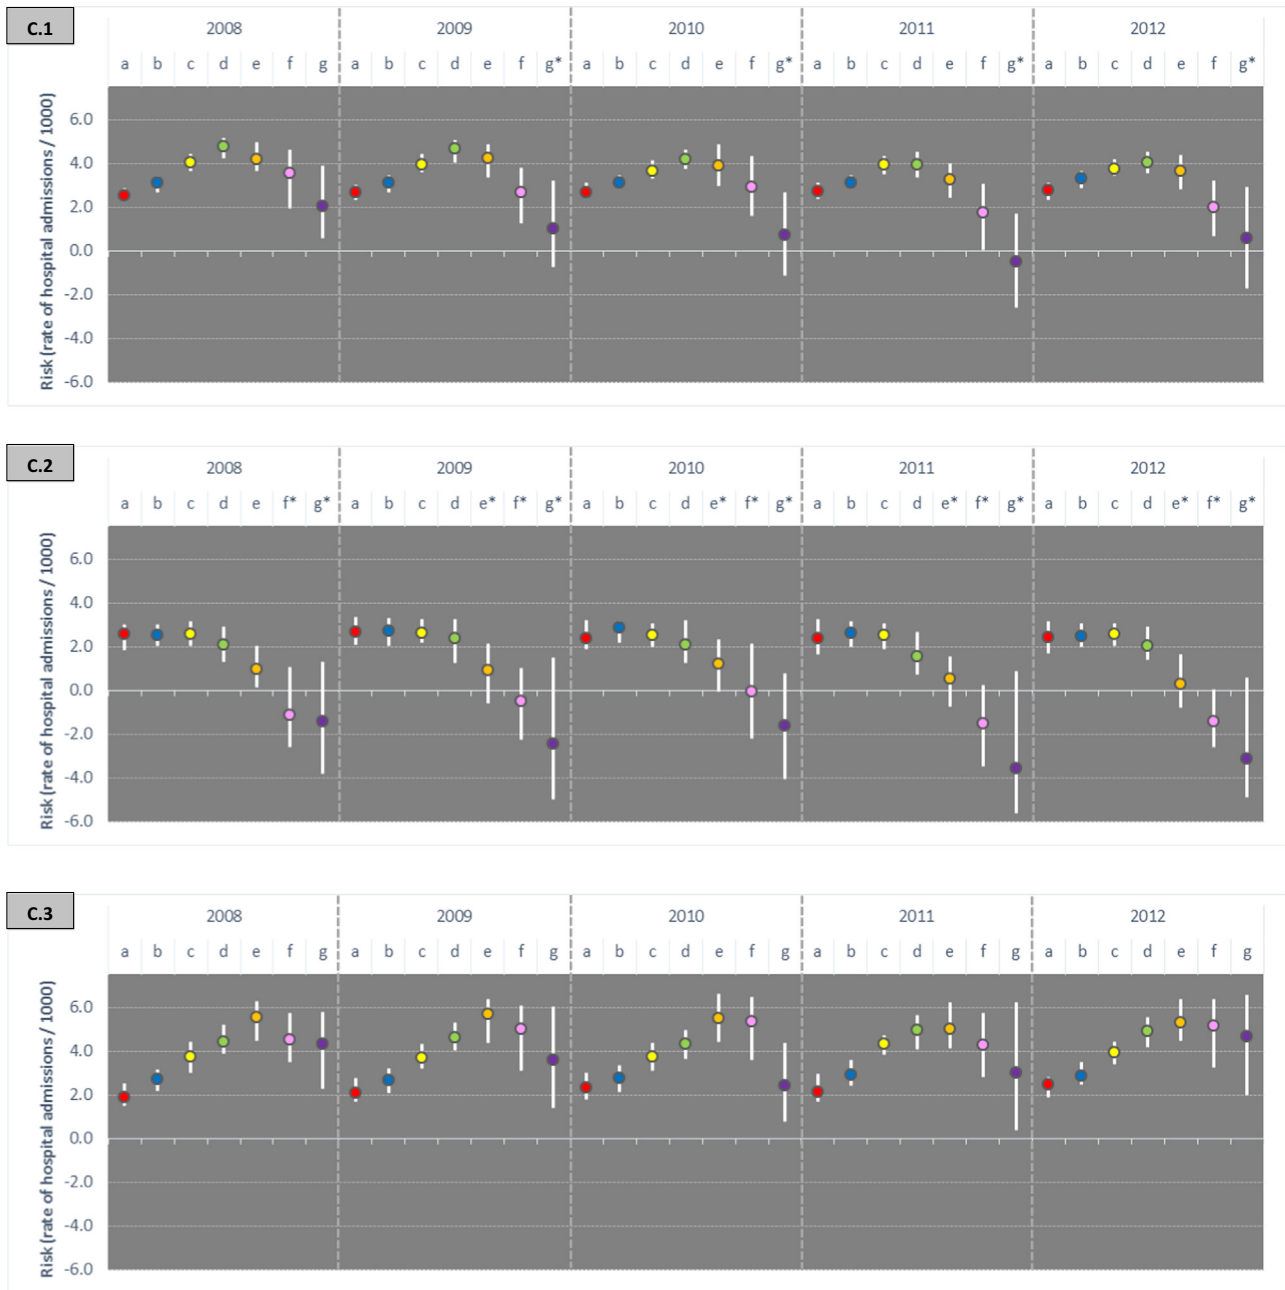 C.1
2008 2009 2010 2011 2012
a b c d e f g a b c d e f g* a b c d e f g* a b c d e f g* a b c d e f g*
Risk (rate of hospital admissions / 1000)
6.0
4.0
2.0
0.0
-2.0
-4.0
-6.0
C.2
2008 2009 2010 2011 2012
a b c d e f* g* a b c d e* f* g* a b c d e* f* g* a b c d e* f* g* a b c d e* f* g*
Risk (rate of hospital admissions / 1000)
6.0
4.0
2.0
0.0
-2.0
-4.0
-6.0
C.3
2008 2009 2010 2011 2012
a b c d e f g a b c d e f g a b c d e f g a b c d e f g a b c d e f g
Risk (rate of hospital admissions / 1000)
6.0
4.0
2.0
0.0
-2.0
-4.0
-6.0